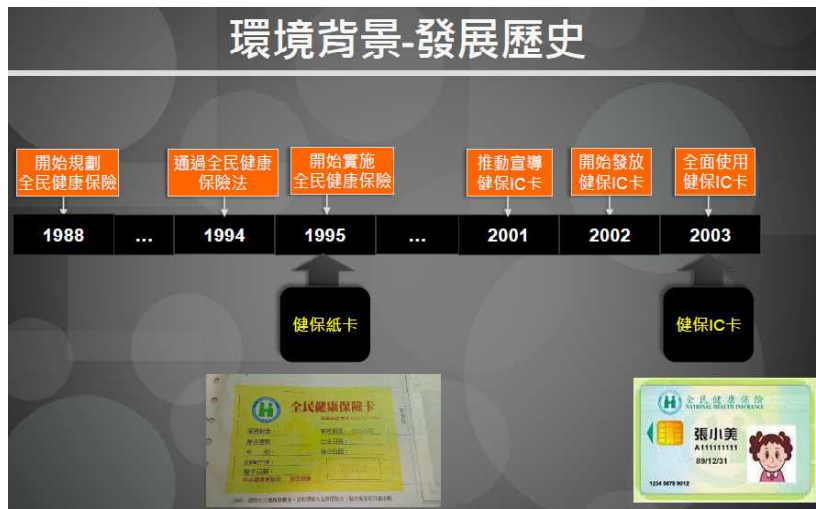 環境背景-發展歷史
開始規劃
全民健康保險
通過全民健康
保險法
開始實施
全民健康保險
推動宣導
健保IC卡
開始發放
健保IC卡
全面使用
健保IC卡
1988
...
1994
1995
...
2001
2002
2003
健保紙卡
健保IC卡
全民健康保險卡
全民健康保險
NATIONAL HEALTH INSURANCE
張小美
A111111111
89/12/31
1234 5678 9012